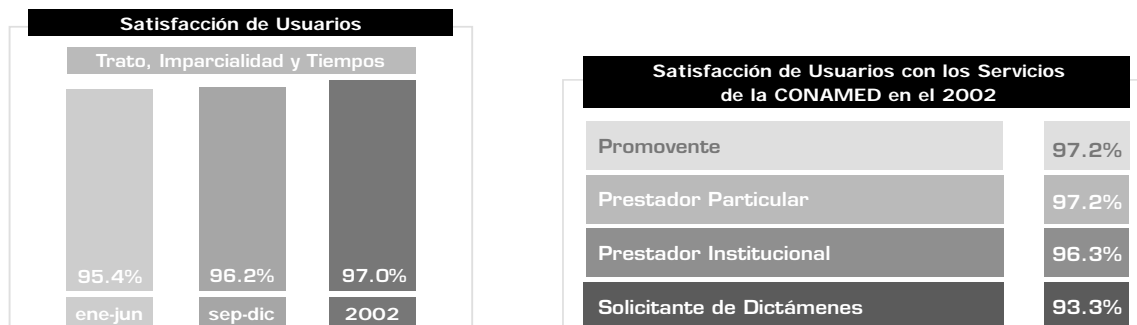 Satisfacción de Usuarios
Trato, Imparcialidad y Tiempos
95.4% 96.2% 97.0%
ene-jun sep-dic 2002
Satisfacción de Usuarios con los Servicios
de la CONAMED en el 2002
Promovente 97.2%
Prestador Particular 97.2%
Prestador Institucional 96.3%
Solicitante de Dictámenes 93.3%